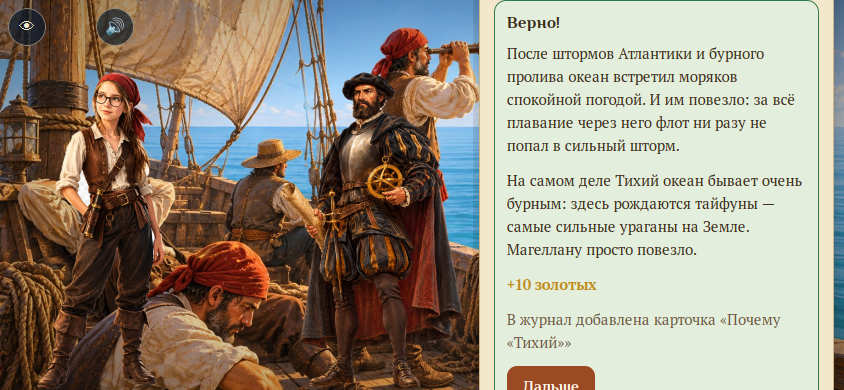 Верно!
После штормов Атлантики и бурного
пролива океан встретил моряков
спокойной погодой. И им повезло: за всё
плавание через него флот ни разу не
попал в сильный шторм.
На самом деле Тихий океан бывает очень
бурным: здесь рождаются тайфуны —
самые сильные ураганы на Земле.
Магеллану просто повезло.
+10 золотых
В журнал добавлена карточка «Почему
«Тихий»»
Дальше